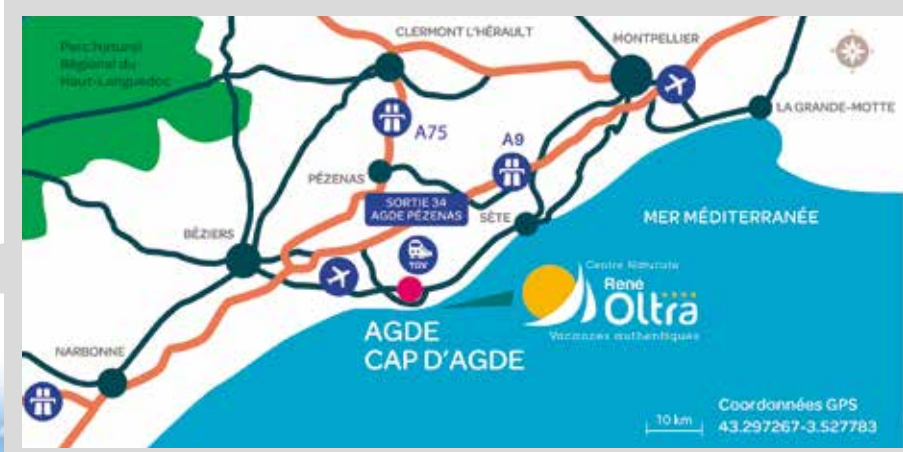 CLERMONT L'HÉRAULT
MONTPELLIER
Parc Naturel
Régional du
Haut-Languedoc
LA GRANDE-MOTTE
A75
A9
PÉZENAS
SORTIE 34
AGDE PÉZENAS
SÈTE
MER MÉDITERRANÉE
BÉZIERS
TGV
Centre Naturiste
René
Oltra
Vacances authentiques
AGDE
CAP D'AGDE
NARBONNE
10 km
Coordonnées GPS
43.297267-3.527783